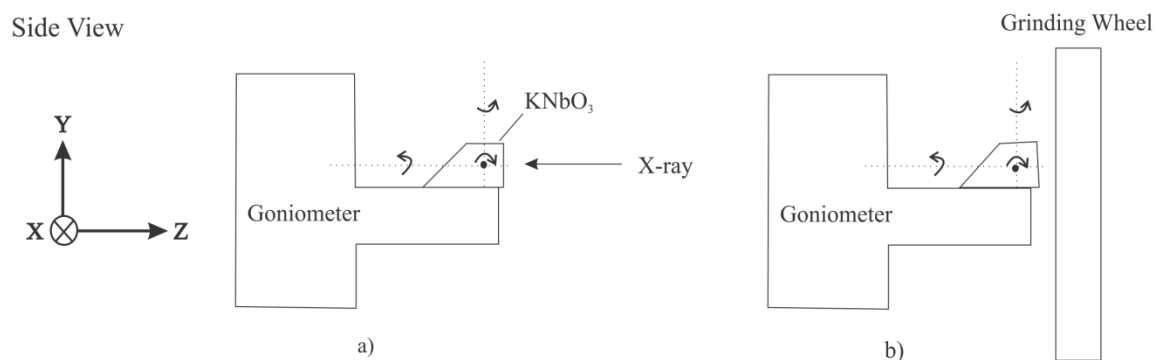 Side View
Grinding Wheel
KNbO₃
Y
X-ray
X
Z
Goniometer
Goniometer
a)
b)